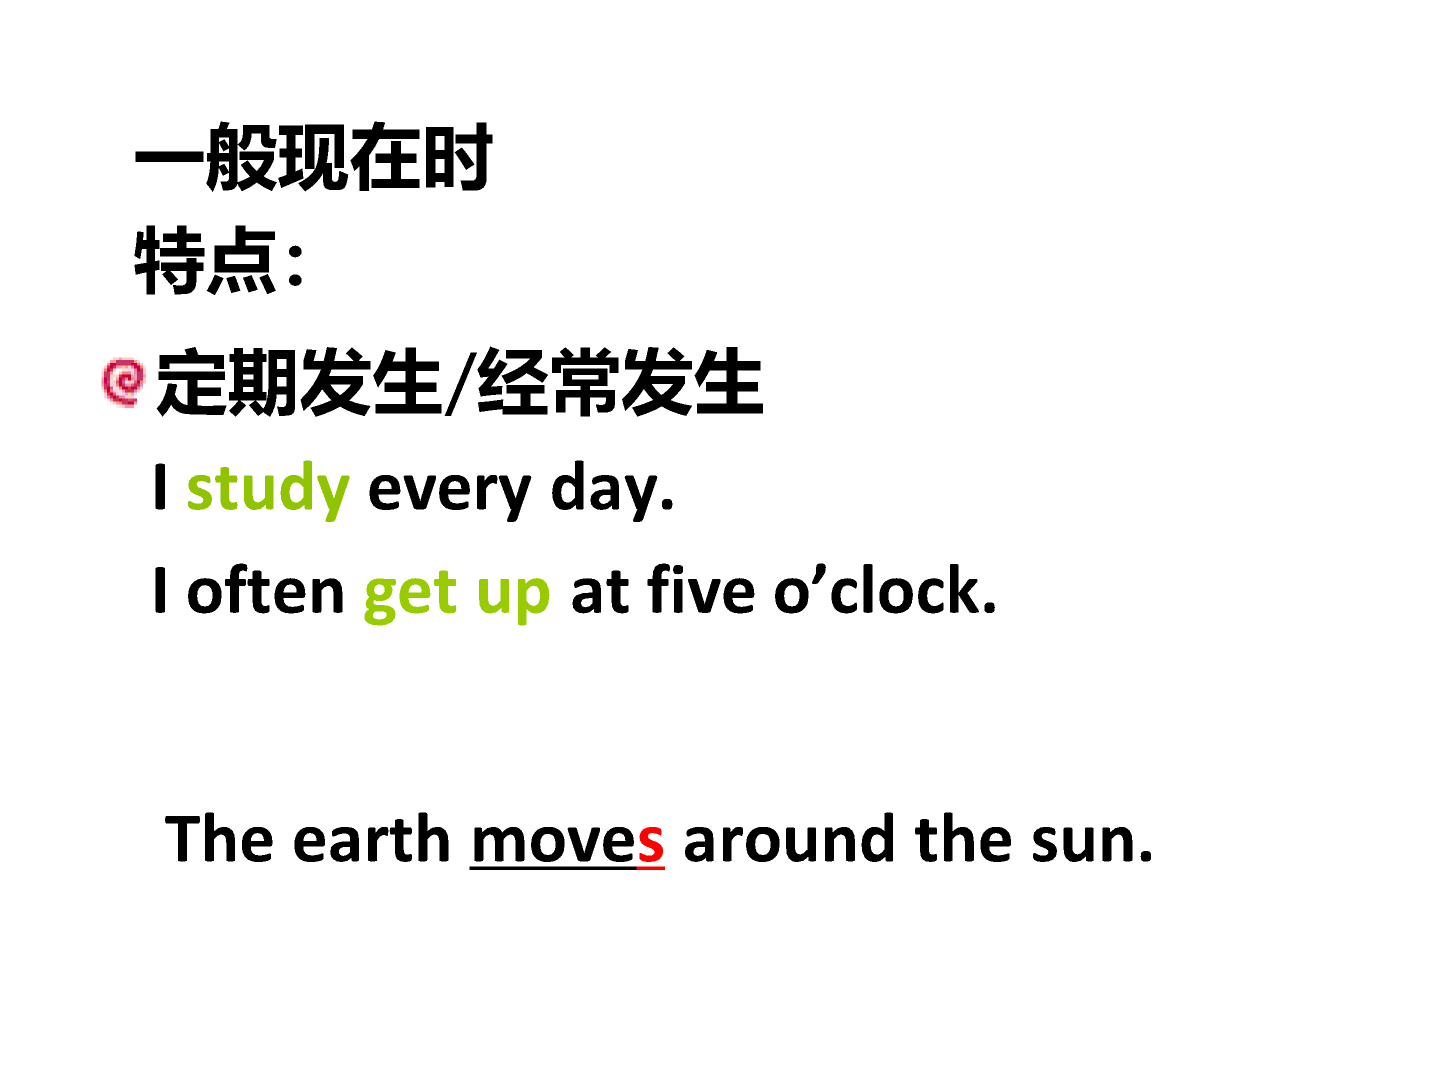 一般现在时
特点：
定期发生/经常发生
I study every day.
I often get up at five o’clock.
The earth moves around the sun.